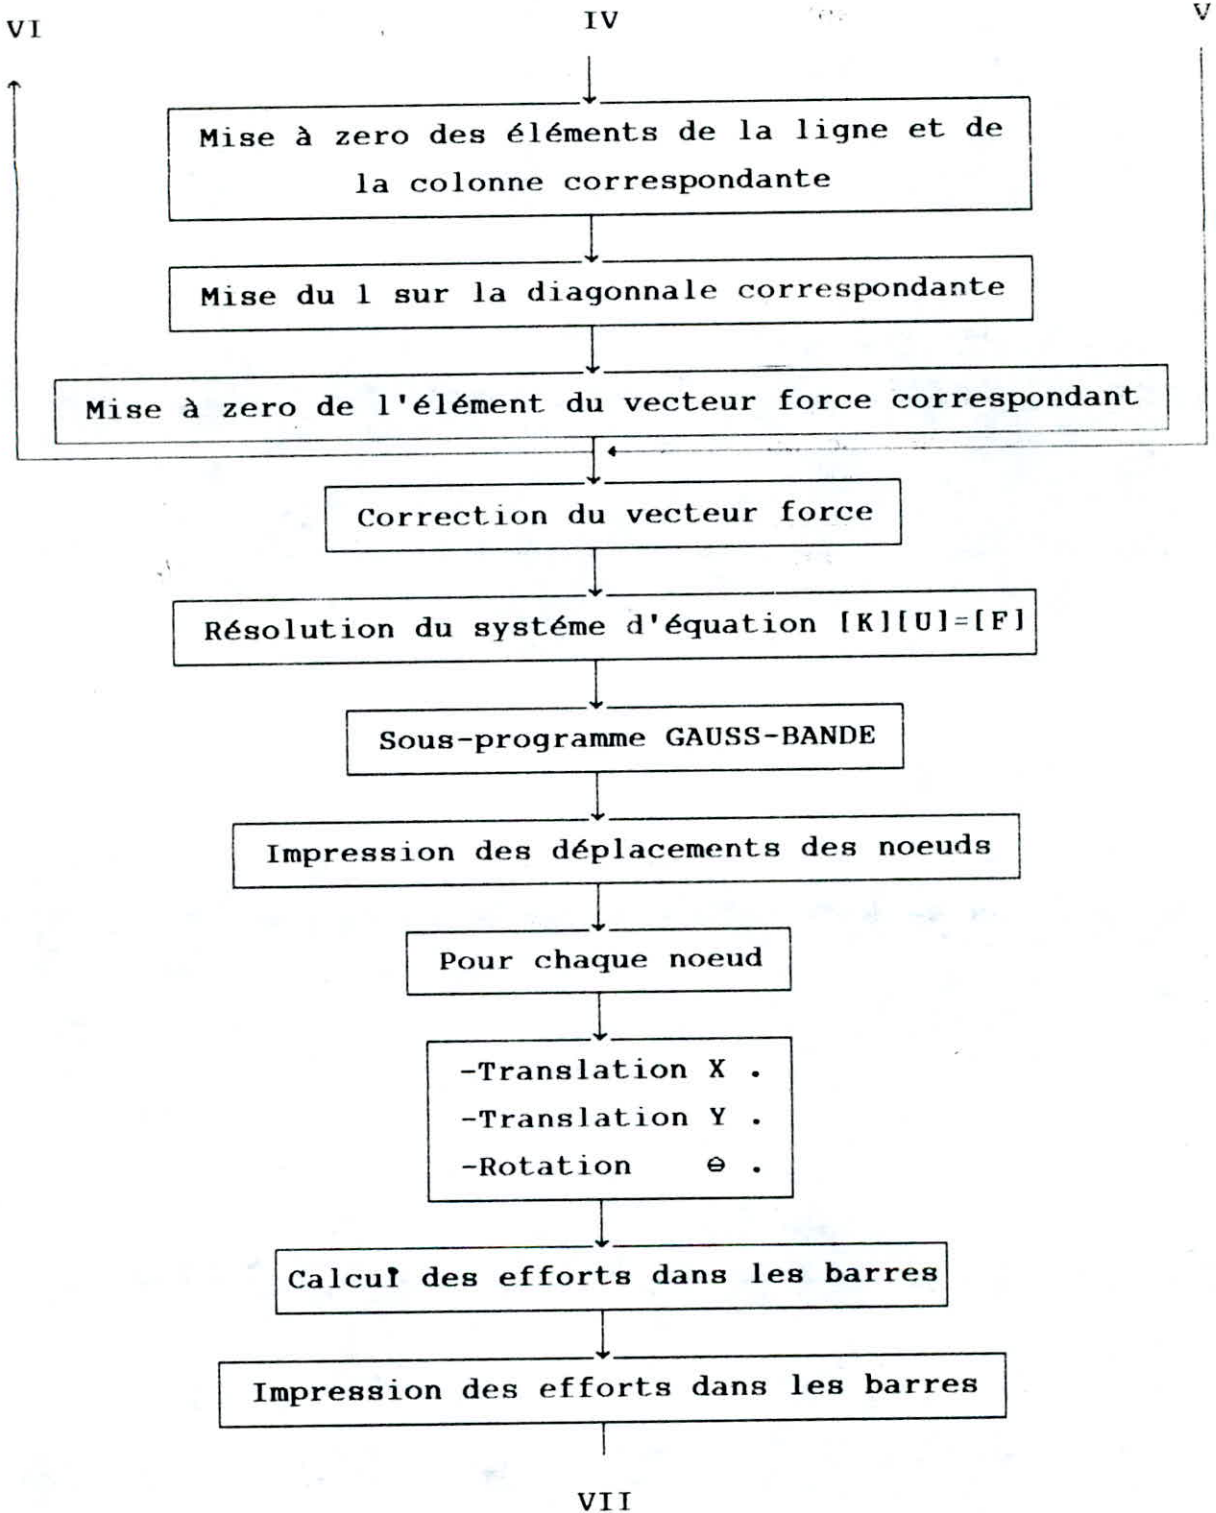 VI
IV
V
Mise à zero des éléments de la ligne et de
la colonne correspondante
Mise du 1 sur la diagonnale correspondante
Mise à zero de l'élément du vecteur force correspondant
Correction du vecteur force
Résolution du systéme d'équation [K][U]=[F]
Sous-programme GAUSS-BANDE
Impression des déplacements des noeuds
Pour chaque noeud
-Translation X .
-Translation Y .
-Rotation θ .
Calcul des efforts dans les barres
Impression des efforts dans les barres
VII